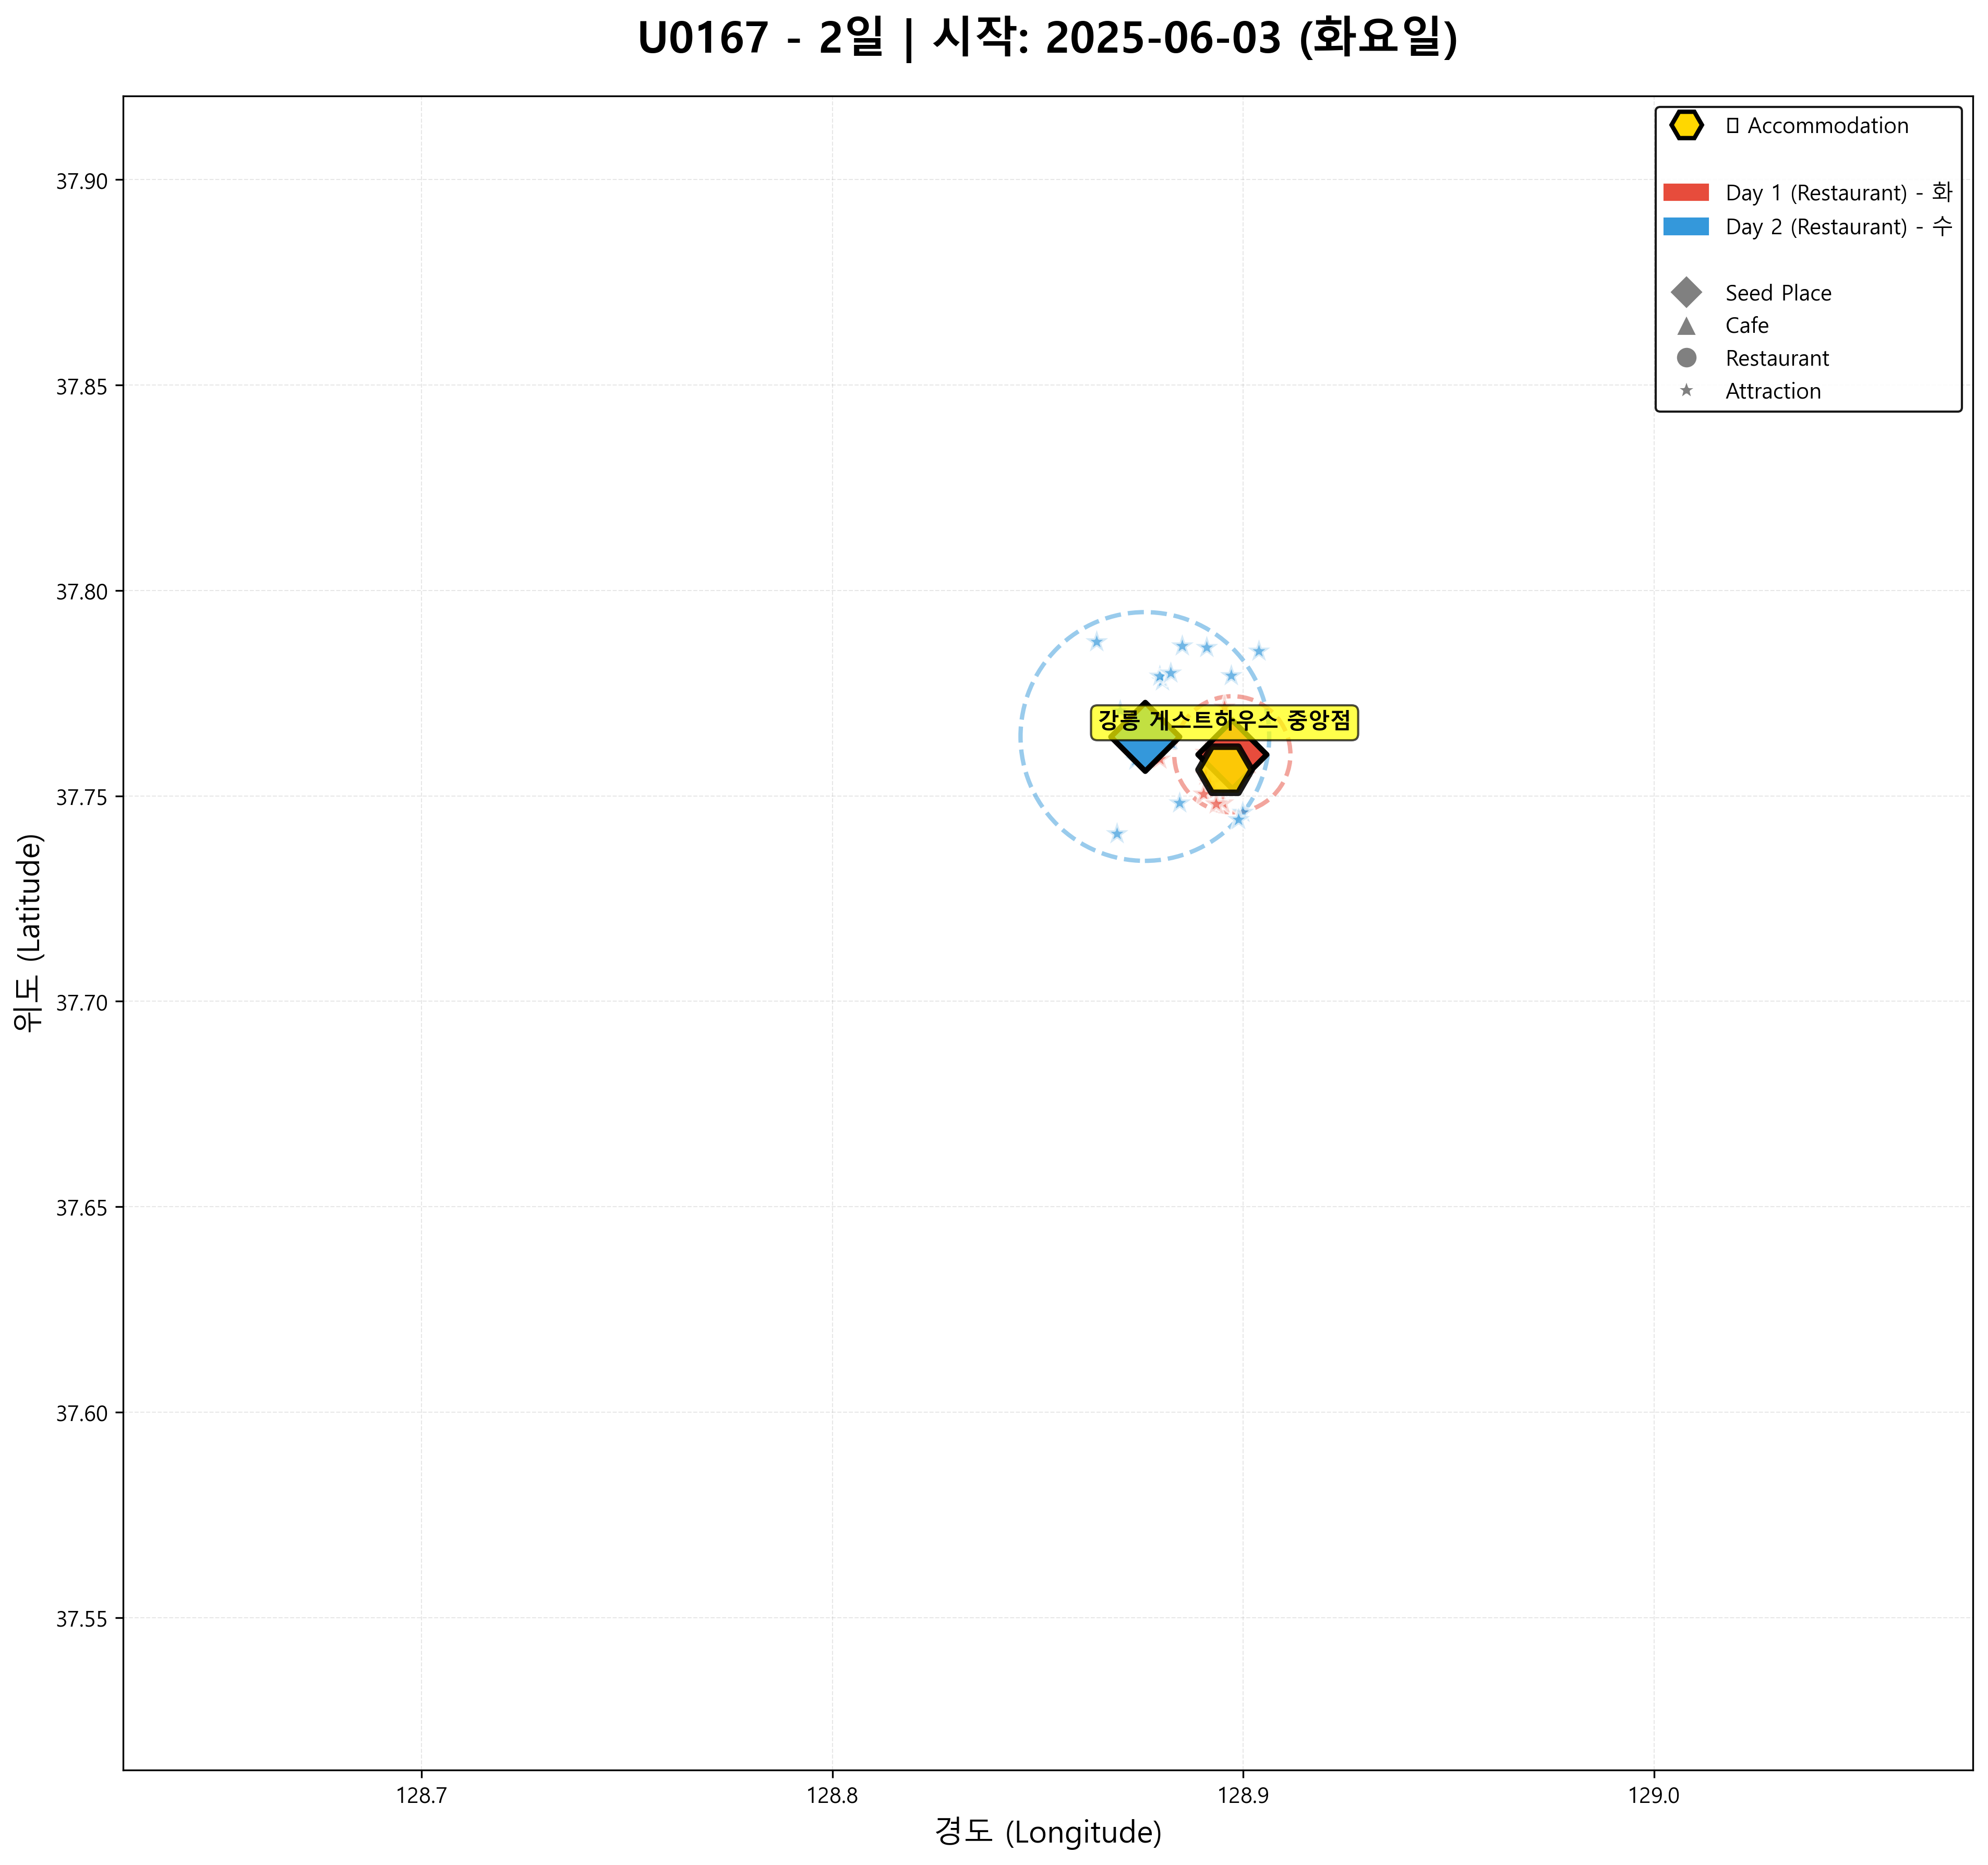 U0167 - 2일 | 시작: 2025-06-03 (화요일)
Accommodation
Day 1 (Restaurant) - 화
Day 2 (Restaurant) - 수
Seed Place
Cafe
Restaurant
Attraction
37.90
37.85
37.80
강릉 게스트하우스 중앙점
37.75
37.70
37.65
37.60
37.55
위도 (Latitude)
128.7
128.8
128.9
129.0
경도 (Longitude)